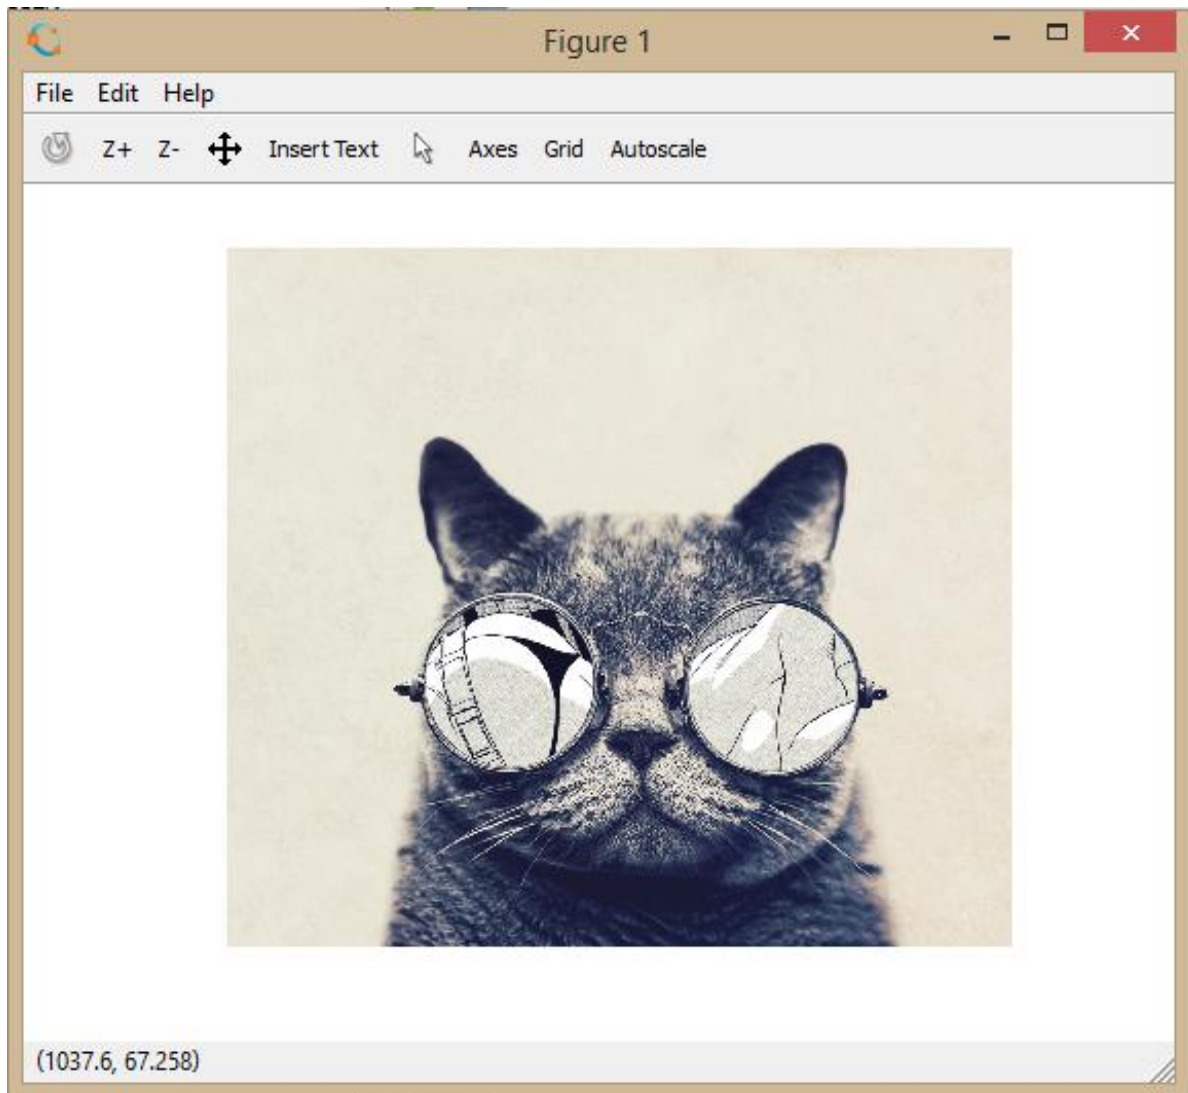 Figure 1
File Edit Help
Z+ Z- Insert Text Axes Grid Autoscale
(1037.6, 67.258)